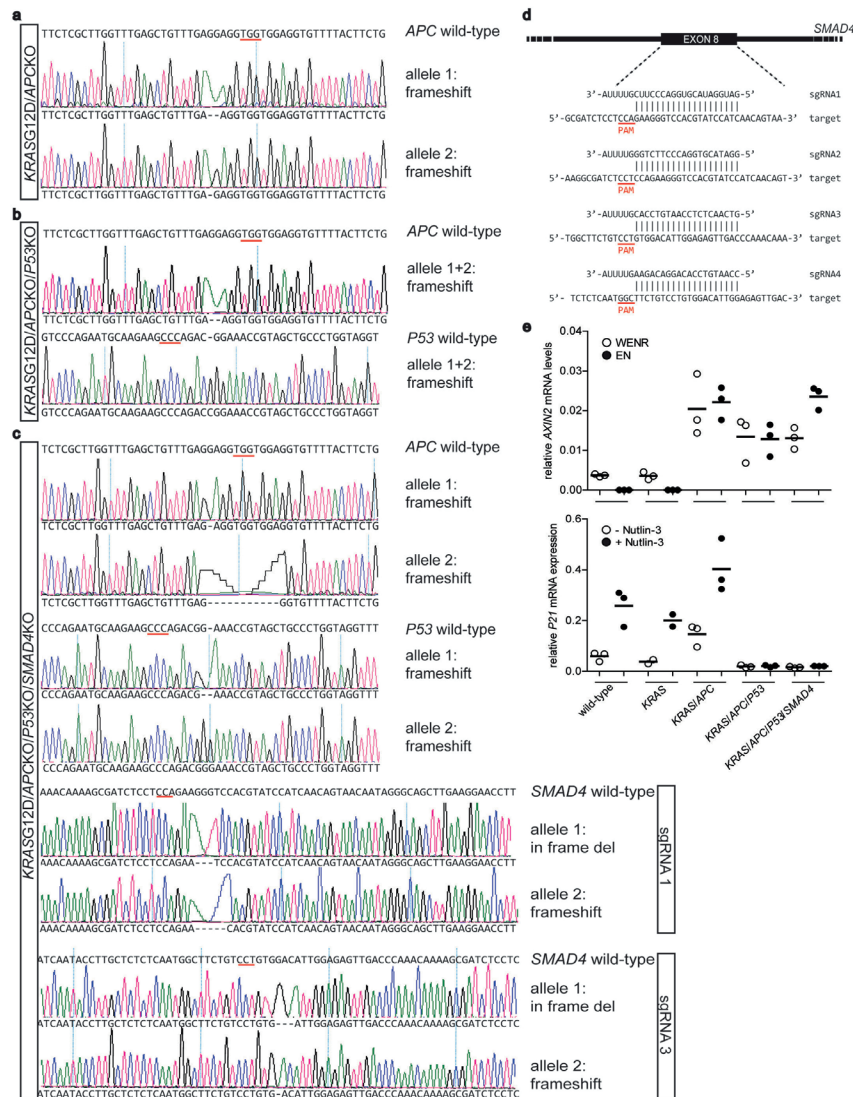 a
KRASG12D/APCKO
TTCTCGCTTGGTTTGAGCTGTTTGAGGAGGTGGTGGAGGTGTTTTACTTCTG
APC wild-type
allele 1:
frameshift
TTCTCGCTTGGTTTGAGCTGTTTGA--AGGTGGTGGAGGTGTTTTACTTCTG
allele 2:
frameshift
TTCTCGCTTGGTTTGAGCTGTTTGA-GAGGTGGTGGAGGTGTTTTACTTCTG
b
KRASG12D/APCKO/P53KO
TTCTCGCTTGGTTTGAGCTGTTTGAGGAGGTGGTGGAGGTGTTTTACTTCTG
APC wild-type
allele 1+2:
frameshift
TTCTCGCTTGGTTTGAGCTGTTTGA--AGGTGGTGGAGGTGTTTTACTTCTG
GTCCCAGAATGCAAGAAGCCCAGAC-GGAAACCGTAGCTGCCCTGGTAGGT
P53 wild-type
allele 1+2:
frameshift
GTCCCAGAATGCAAGAAGCCCAGACCGGAAACCGTAGCTGCCCTGGTAGGT
c
KRASG12D/APCKO/P53KO/SMAD4KO
TCTCGCTTGGTTTGAGCTGTTTGAGGAGGTGGTGGAGGTGTTTTACTTCTG
APC wild-type
allele 1:
frameshift
TCTCGCTTGGTTTGAGCTGTTTGAG-AGGTGGTGGAGGTGTTTTACTTCTG
allele 2:
frameshift
TCTCGCTTGGTTTGAGCTGTTTGAG------------GGTGTTTTACTTCTG
CCCAGAATGCAAGAAGCCCAGACGG-AAACCGTAGCTGCCCTGGTAGGTTT
P53 wild-type
allele 1:
frameshift
CCCAGAATGCAAGAAGCCCAGACG--AAACCGTAGCTGCCCTGGTAGGTTT
allele 2:
frameshift
CCCAGAATGCAAGAAGCCCAGACGGGAAACCGTAGCTGCCCTGGTAGGTTT
AAACAAAAGCGATCTCCTCCAGAAGGGTCCACGTATCCATCAACAGTAACAATAGGGCAGCTTGAAGGAACCTT
SMAD4 wild-type
allele 1:
in frame del
AAACAAAAGCGATCTCCTCCAGAA---TCCACGTATCCATCAACAGTAACAATAGGGCAGCTTGAAGGAACCTT
allele 2:
frameshift
AAACAAAAGCGATCTCCTCCAGAA-----CACGTATCCATCAACAGTAACAATAGGGCAGCTTGAAGGAACCTT
sgRNA 1
ATCAATACCTTGCTCTCTCAATGGCTTCTGTCCTGTGGACATTGGAGAGTTGACCCAAACAAAAGCGATCTCCTC
SMAD4 wild-type
allele 1:
in frame del
ATCAATACCTTGCTCTCTCAATGGCTTCTGTCCTGTG---ATTGGAGAGTTGACCCAAACAAAAGCGATCTCCTC
allele 2:
frameshift
ATCAATACCTTGCTCTCTCAATGGCTTCTGTCCTGTG-ACATTGGAGAGTTGACCCAAACAAAAGCGATCTCCTC
sgRNA 3
d
SMAD4
EXON 8
3’-AUUUUGCUUCCCAGGUGCAUAGGUAG-5’ sgRNA1
5’-GCGATCTCCTCCAGAAGGGTCCACGTATCCATCAACAGTAA-3’ target
PAM
3’-AUUUUGGGTCTTCCCAGGTGCATAGG-5’ sgRNA2
5’-AAGGCGATCTCCTCCAGAAGGGTCCACGTATCCATCAACAGT-3’ target
PAM
3’-AUUUUGCACCTGTAACCTCTCAACTG-5’ sgRNA3
5’-TGGCTTCTGTCCTGTGGACATTGGAGAGTTGACCCAAACAAA-3’ target
PAM
3’-AUUUUGAAGACAGGACACCTGTAACC-5’ sgRNA4
5’- TCTCTCAATGGCTTCTGTCCTGTGGACATTGGAGAGTTGAC-3’ target
PAM
e
relative AXIN2 mRNA levels
0.04
0.03
0.02
0.01
0.00
WENR
EN
relative P21 mRNA expression
0.6
0.4
0.2
0.0
- Nutlin-3
+ Nutlin-3
wild-type
KRAS
KRAS/APC
KRAS/APC/P53
KRAS/APC/P53/SMAD4